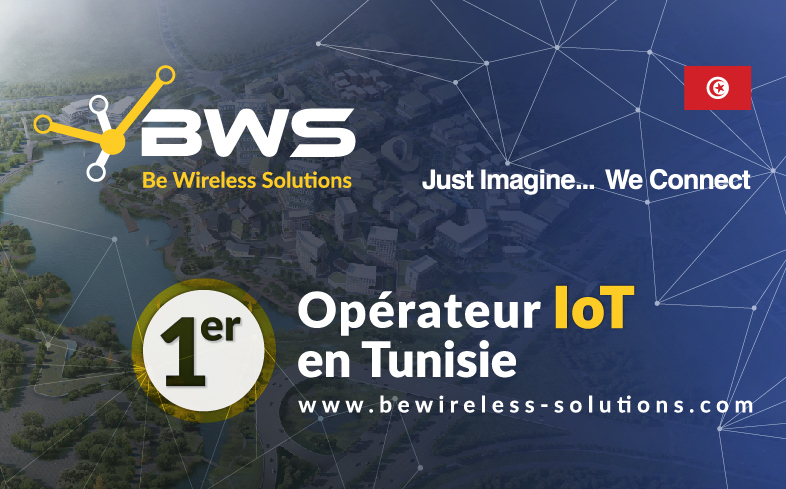 BWS
Be Wireless Solutions
Just Imagine... We Connect
1er
Opérateur IoT
en Tunisie
www.bewireless-solutions.com